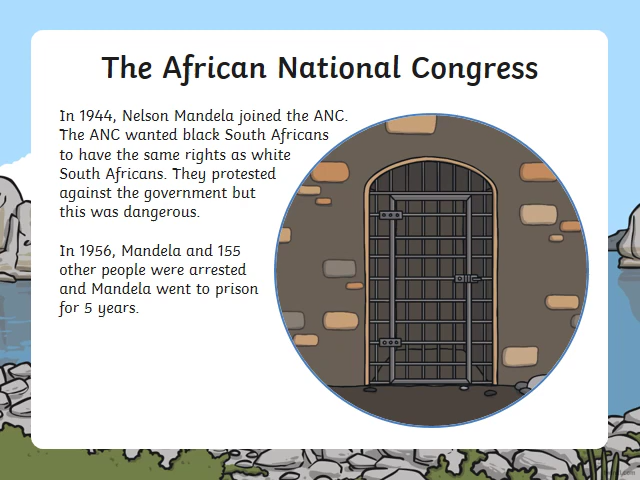 The African National Congress
In 1944, Nelson Mandela joined the ANC.
The ANC wanted black South Africans
to have the same rights as white
South Africans. They protested
against the government but
this was dangerous.
In 1956, Mandela and 155
other people were arrested
and Mandela went to prison
for 5 years.